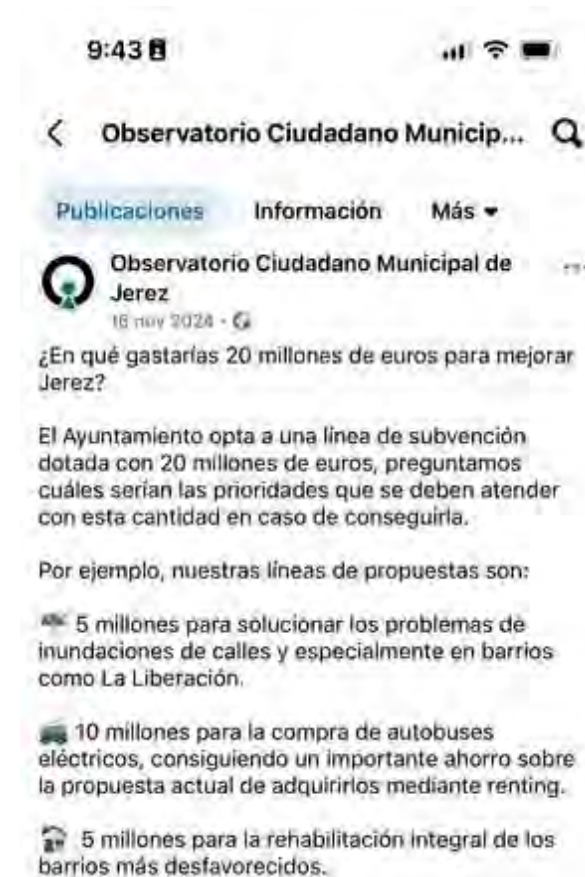 9:43
Observatorio Ciudadano Municip...
Publicaciones Información Más
Observatorio Ciudadano Municipal de
Jerez
16 nov 2024
¿En qué gastarías 20 millones de euros para mejorar
Jerez?
El Ayuntamiento opta a una línea de subvención
dotada con 20 millones de euros, preguntamos
cuáles serían las prioridades que se deben atender
con esta cantidad en caso de conseguirla.
Por ejemplo, nuestras líneas de propuestas son:
5 millones para solucionar los problemas de
inundaciones de calles y especialmente en barrios
como La Liberación.
10 millones para la compra de autobuses
eléctricos, consiguiendo un importante ahorro sobre
la propuesta actual de adquirirlos mediante renting.
5 millones para la rehabilitación integral de los
barrios más desfavorecidos.